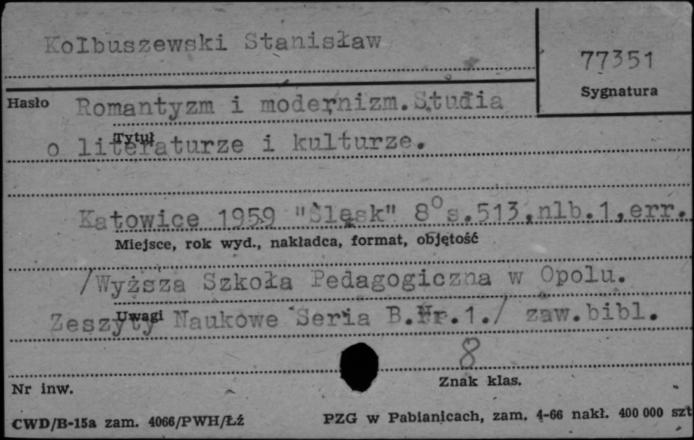 Kolbuszewski Stanisław
77351
Sygnatura
Hasło
Romantyzm i modernizm. Studia
Tytuł
o literaturze i kulturze.
Katowice 1959 "Śląsk" 8° s.513,nlb.1,err.
Miejsce, rok wyd., nakładca, format, objętość
/Wyższa Szkoła Pedagogiczna w Opolu.
Uwagi
Zeszyty Naukowe Seria B.Nr.1./ zaw.bibl.
8
Nr inw.
Znak klas.
CWD/B-15a zam. 4066/PWH/Łź
PZG w Pabianicach, zam. 4-66 nakł. 400 000 szt